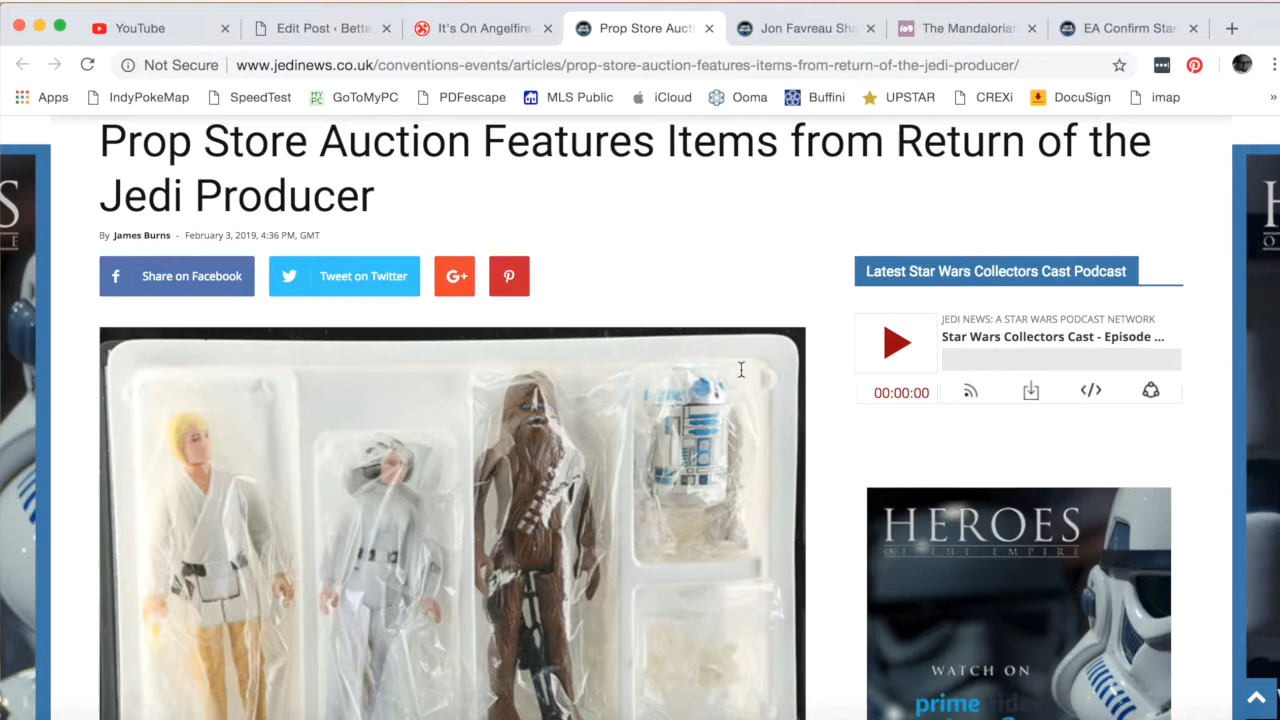 YouTube
Edit Post ‹ Bette
It's On Angelfire
Prop Store Aucti
Jon Favreau Sha
The Mandalorian
EA Confirm Star
Not Secure
www.jedinews.co.uk/conventions-events/articles/prop-store-auction-features-items-from-return-of-the-jedi-producer/
Apps
IndyPokeMap
SpeedTest
GoToMyPC
PDFescape
MLS Public
iCloud
Ooma
Buffini
UPSTAR
CREXi
DocuSign
imap
»
Prop Store Auction Features Items from Return of the
Jedi Producer
By James Burns - February 3, 2019, 4:36 PM, GMT
Share on Facebook
Tweet on Twitter
G+
Latest Star Wars Collectors Cast Podcast
JEDI NEWS: A STAR WARS PODCAST NETWORK
Star Wars Collectors Cast - Episode ...
00:00:00
HEROES
OF THE EMPIRE
WATCH ON
prime